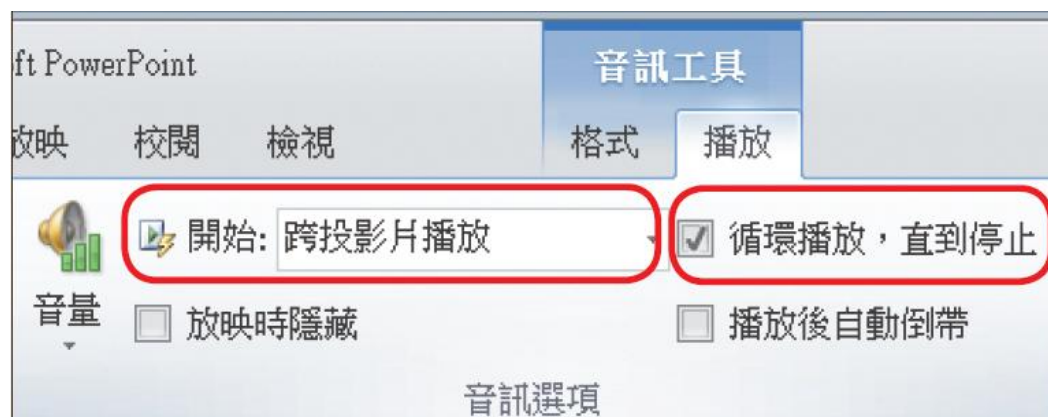 ft PowerPoint
音訊工具
放映 校閱 檢視 格式 播放
開始: 跨投影片播放
循環播放，直到停止
音量
放映時隱藏
播放後自動倒帶
音訊選項